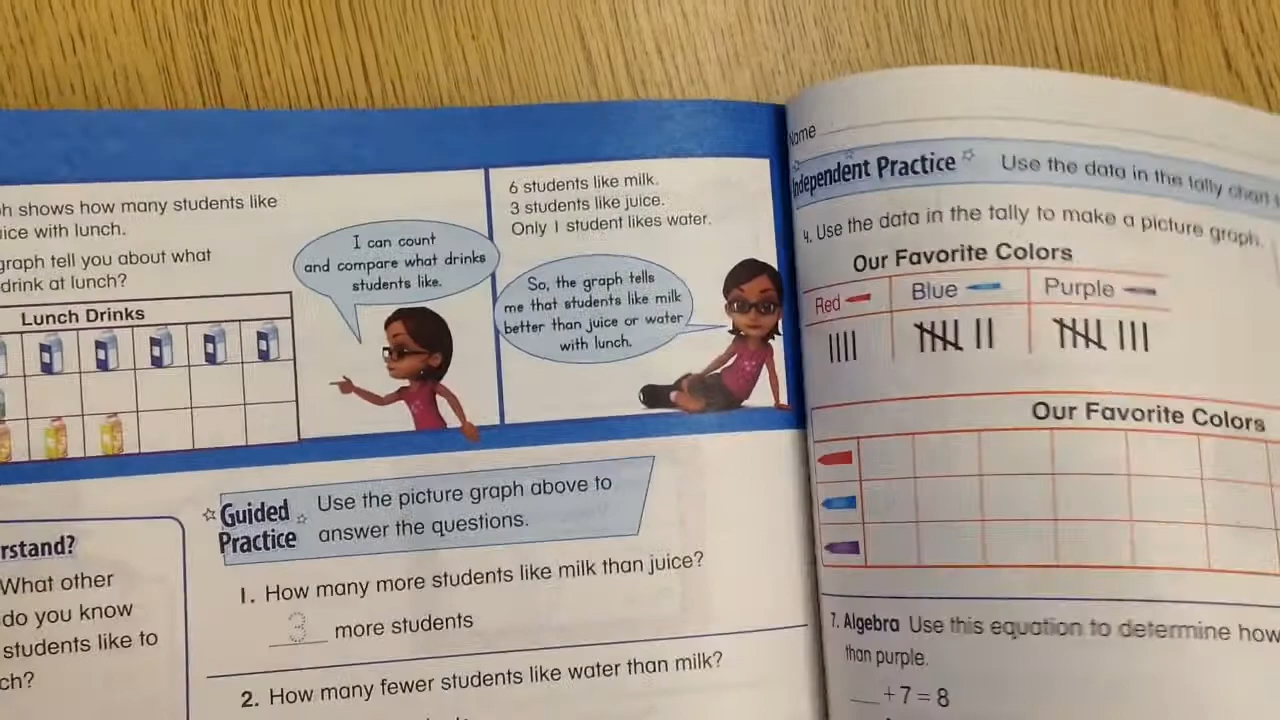 h shows how many students like
ice with lunch.
graph tell you about what
drink at lunch?
Lunch Drinks
I can count
and compare what drinks
students like.
6 students like milk.
3 students like juice.
Only 1 student likes water.
So, the graph tells
me that students like milk
better than juice or water
with lunch.
rstand?
What other
do you know
students like to
ch?
Guided Practice
Use the picture graph above to
answer the questions.
1. How many more students like milk than juice?
3 more students
2. How many fewer students like water than milk?
Name
Independent Practice Use the data in the tally chart
4. Use the data in the tally to make a picture graph.
Our Favorite Colors
Red Blue Purple
Our Favorite Colors
7. Algebra Use this equation to determine how
than purple.
__ + 7 = 8